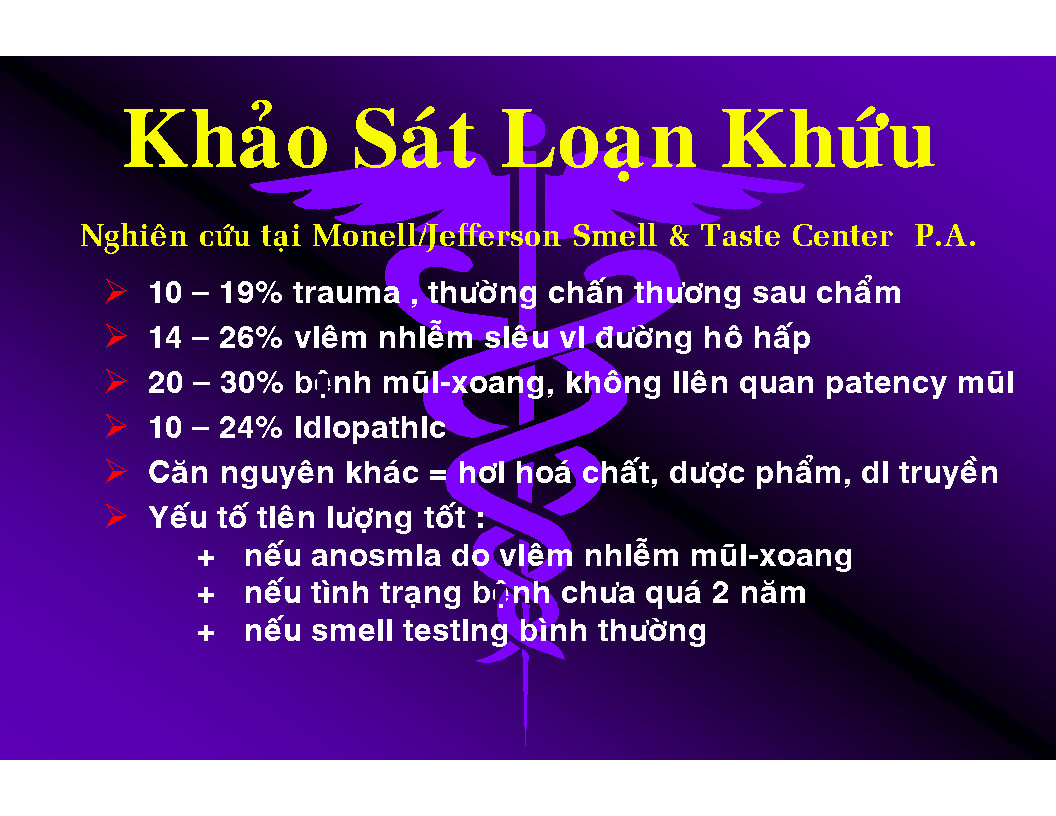 Khảo Sát Loạn Khứu
Nghiên cứu tại Monell/Jefferson Smell & Taste Center P.A.
➢ 10 – 19% trauma , thường chấn thương sau chẩm
➢ 14 – 26% viêm nhiễm siêu vi đường hô hấp
➢ 20 – 30% bệnh mũi-xoang, không liên quan patency mũi
➢ 10 – 24% Idiopathic
➢ Căn nguyên khác = hơi hoá chất, dược phẩm, di truyền
➢ Yếu tố tiên lượng tốt :
+ nếu anosmia do viêm nhiễm mũi-xoang
+ nếu tình trạng bệnh chưa quá 2 năm
+ nếu smell testing bình thường